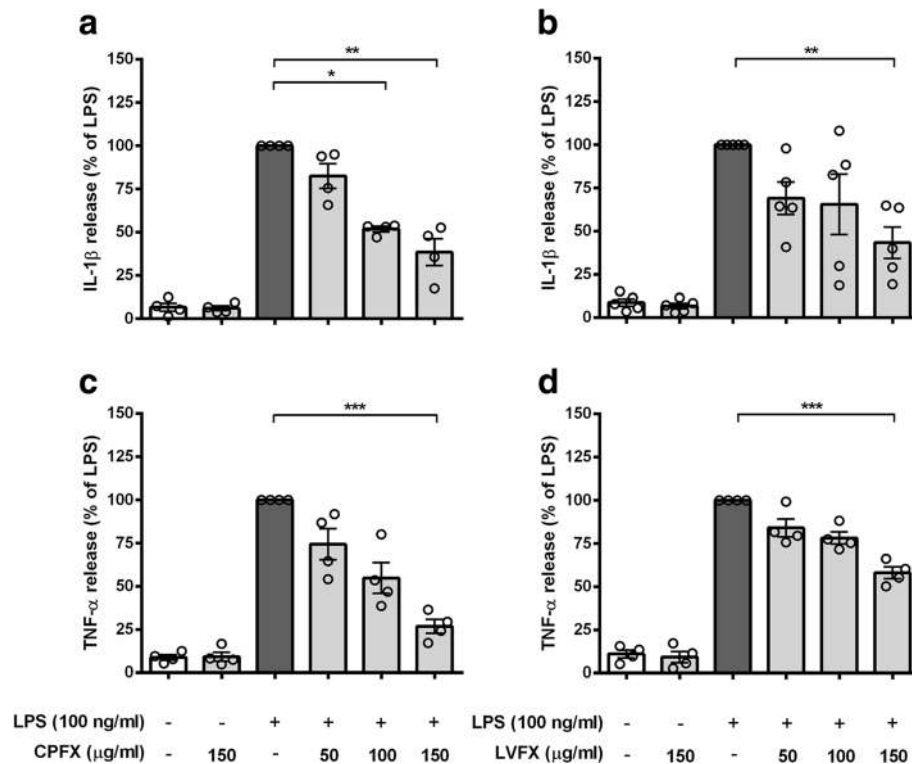 a
b
**
*
**
IL-1β release (% of LPS)
150
125
100
75
50
25
0
IL-1β release (% of LPS)
150
125
100
75
50
25
0
c
d
***
***
TNF-α release (% of LPS)
150
125
100
75
50
25
0
TNF-α release (% of LPS)
150
125
100
75
50
25
0
LPS (100 ng/ml) - - + + + +
CPFX (μg/ml) - 150 - 50 100 150
LPS (100 ng/ml) - - + + + +
LVFX (μg/ml) - 150 - 50 100 150